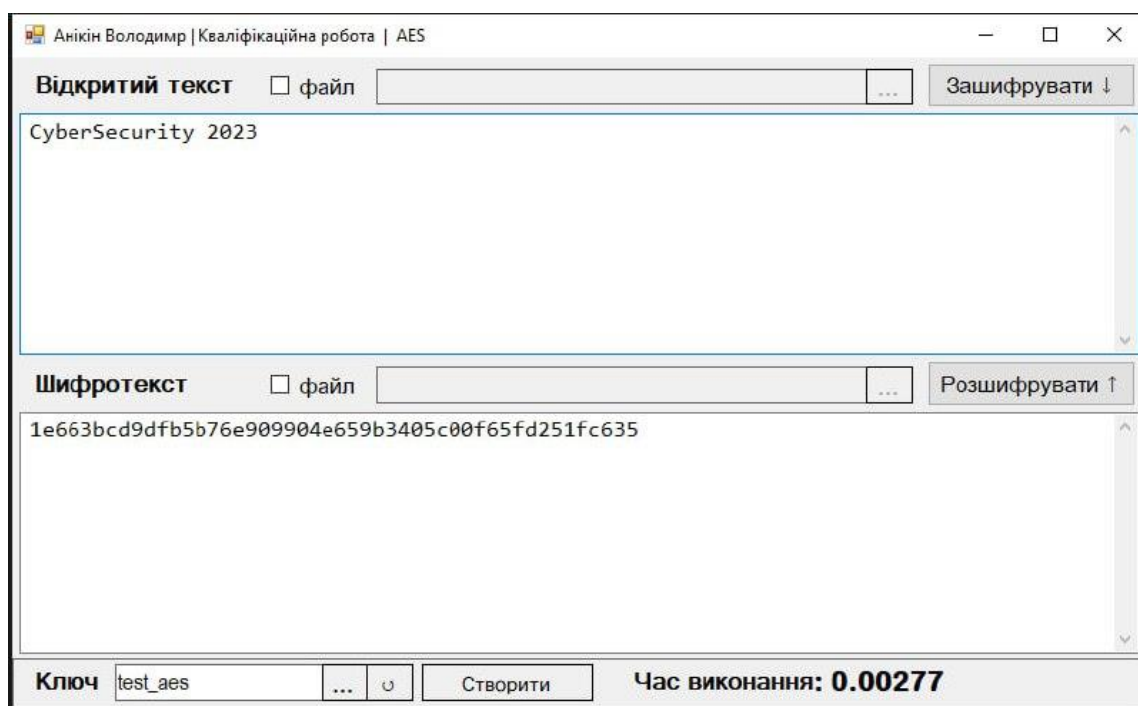 Анікін Володимр | Кваліфікаційна робота | AES
Відкритий текст файл ... Зашифрувати ↓
CyberSecurity 2023
Шифротекст файл ... Розшифрувати ↑
1e663bcd9dfb5b76e909904e659b3405c00f65fd251fc635
Ключ test_aes ... ↺ Створити Час виконання: 0.00277